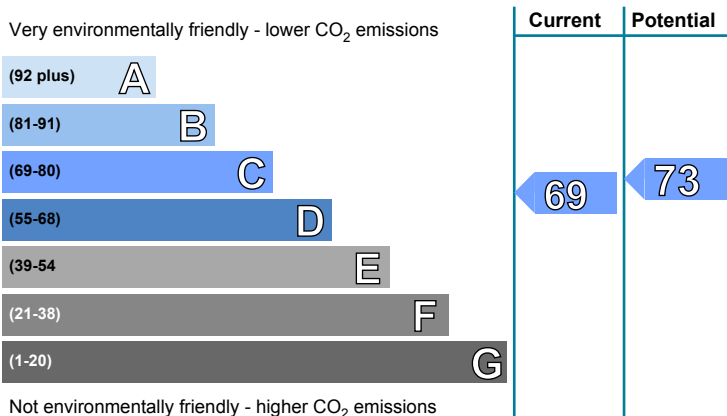 Current Potential
Very environmentally friendly - lower CO2 emissions
(92 plus) A
(81-91) B
(69-80) C
69 73
(55-68) D
(39-54 E
(21-38) F
(1-20) G
Not environmentally friendly - higher CO2 emissions